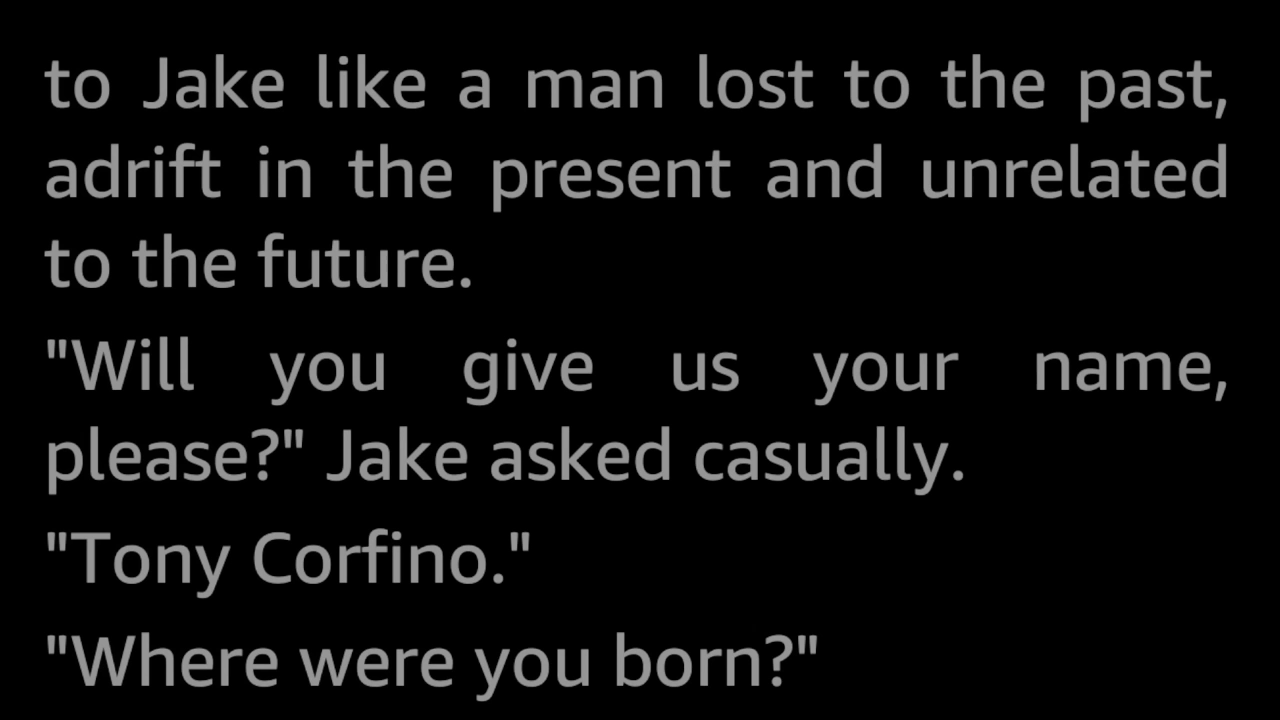 to Jake like a man lost to the past,
adrift in the present and unrelated
to the future.
"Will you give us your name,
please?" Jake asked casually.
"Tony Corfino."
"Where were you born?"